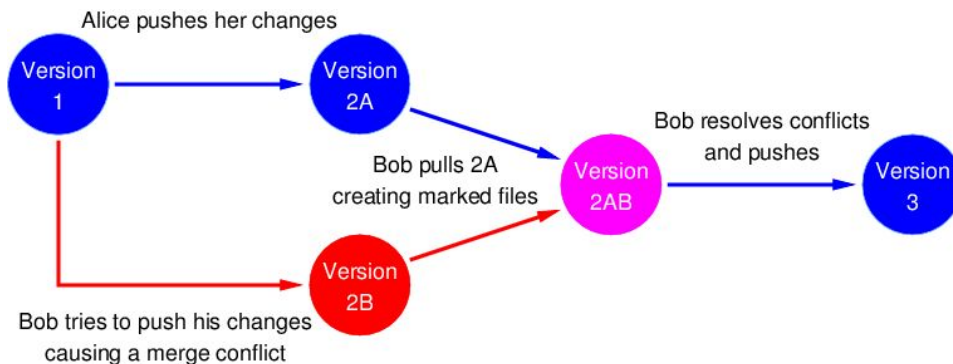 Alice pushes her changes
Version
1
Version
2A
Bob pulls 2A
creating marked files
Version
2AB
Bob resolves conflicts
and pushes
Version
3
Version
2B
Bob tries to push his changes
causing a merge conflict